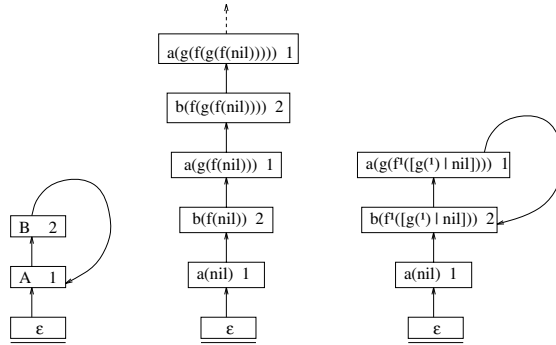 B 2
A 1
ε
a(g(f(g(f(nil))))) 1
b(f(g(f(nil)))) 2
a(g(f(nil))) 1
b(f(nil)) 2
a(nil) 1
ε
a(g(f¹([g(¹) | nil]))) 1
b(f¹([g(¹) | nil])) 2
a(nil) 1
ε